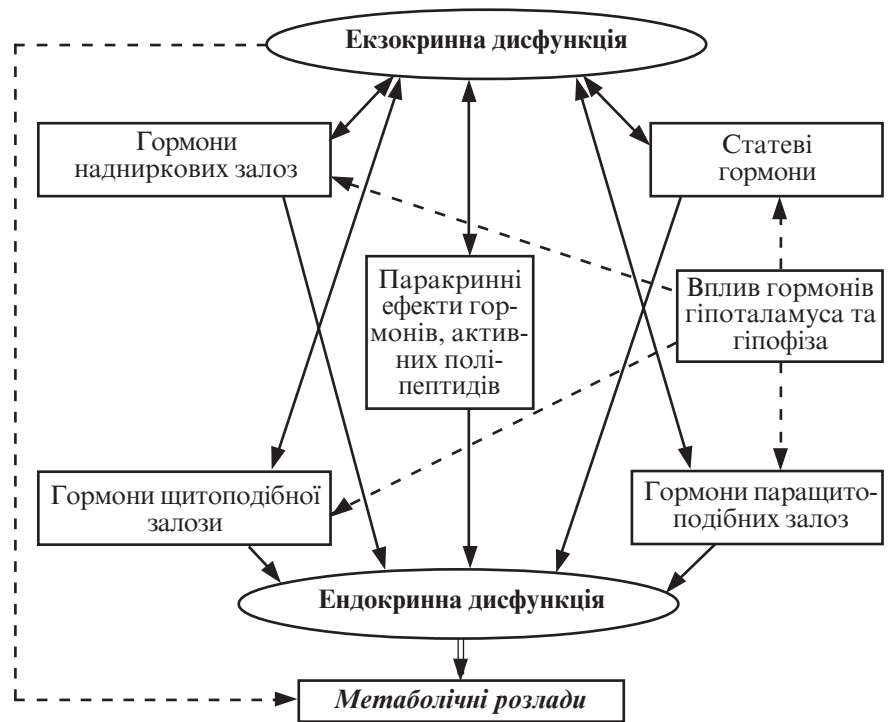 Екзокринна дисфункція
Гормони
надниркових залоз
Статеві
гормони
Паракринні
ефекти гор-
монів, актив-
них полі-
пептидів
Вплив гормонів
гіпоталамуса та
гіпофіза
Гормони щитоподібної
залози
Гормони паращито-
подібних залоз
Ендокринна дисфункція
Метаболічні розлади